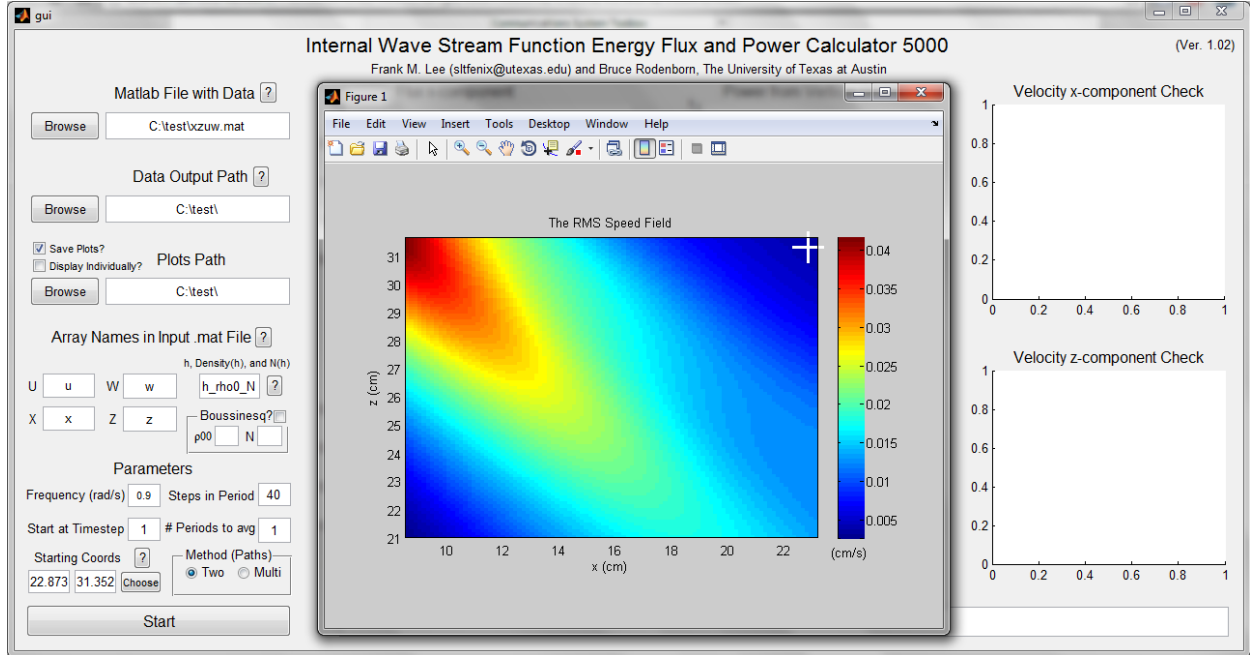 gui
Communications System Toolbox
Internal Wave Stream Function Energy Flux and Power Calculator 5000
(Ver. 1.02)
Frank M. Lee (sltfenix@utexas.edu) and Bruce Rodenborn, The University of Texas at Austin
Matlab File with Data ?
Browse C:\test\xzuw.mat
Data Output Path ?
Browse C:\test\
Save Plots?
Display Individually?
Plots Path
Browse C:\test\
Array Names in Input .mat File ?
h, Density(h), and N(h)
U u W w h_rho0_N ?
X x Z z Boussinesq?
ρ00 N
Parameters
Frequency (rad/s) 0.9 Steps in Period 40
Start at Timestep 1 # Periods to avg 1
Starting Coords ? Method (Paths)
22.873 31.352 Choose Two Multi
Start
Figure 1
File Edit View Insert Tools Desktop Window Help
The RMS Speed Field
31
30
29
28
27
26
25
24
23
22
21
z (cm)
10 12 14 16 18 20 22
x (cm)
0.04
0.035
0.03
0.025
0.02
0.015
0.01
0.005
(cm/s)
Velocity x-component Check
1
0.8
0.6
0.4
0.2
0
0 0.2 0.4 0.6 0.8 1
Velocity z-component Check
1
0.8
0.6
0.4
0.2
0
0 0.2 0.4 0.6 0.8 1